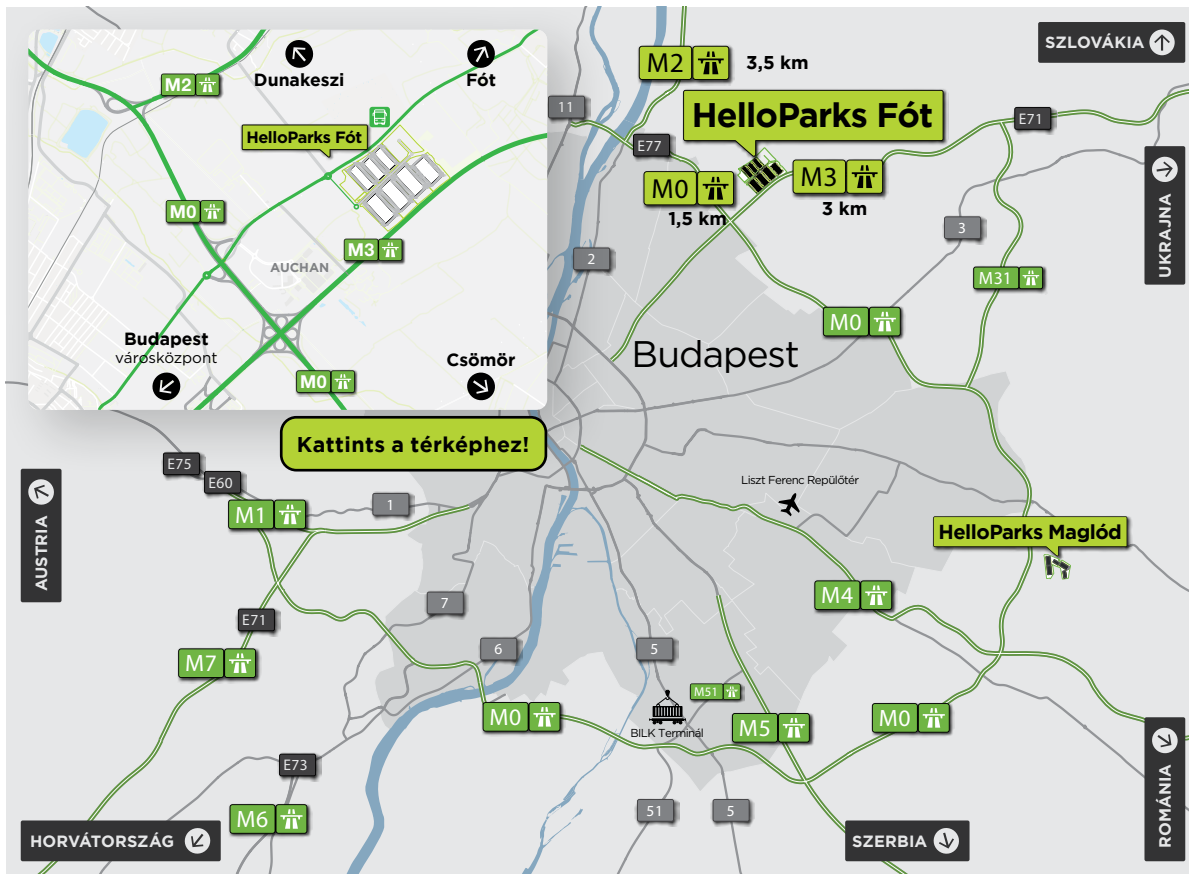 M2
Dunakeszi
Fót
HelloParks Fót
M0
M3
AUCHAN
Budapest
városközpont
M0
Csömör
Kattints a térképhez!
SZLOVÁKIA
M2
3,5 km
11
HelloParks Fót
E71
E77
M0
1,5 km
M3
3 km
UKRAJNA
3
2
M31
M0
Budapest
E75
E60
AUSTRIA
M1
1
Liszt Ferenc Repülőtér
HelloParks Maglód
M4
7
E71
M7
6
5
M51
M0
BILK Terminál
M5
M0
E73
M6
51
5
ROMÁNIA
HORVÁTORSZÁG
SZERBIA